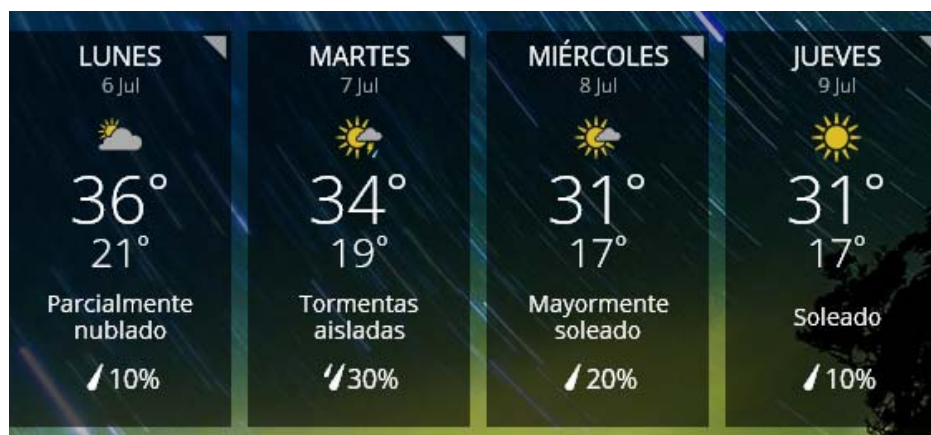 LUNES
6 Jul
36°
21°
Parcialmente
nublado
10%
MARTES
7 Jul
34°
19°
Tormentas
aisladas
30%
MIÉRCOLES
8 Jul
31°
17°
Mayormente
soleado
20%
JUEVES
9 Jul
31°
17°
Soleado
10%